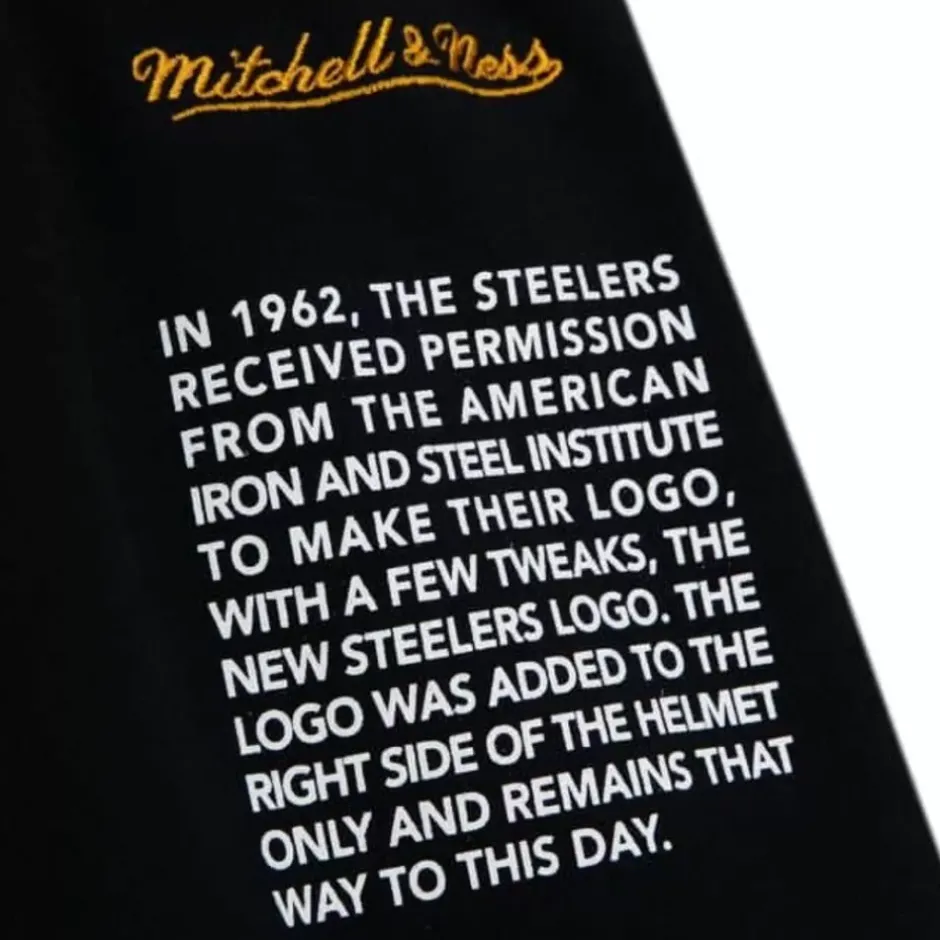 Mitchell & Ness
IN 1962, THE STEELERS
RECEIVED PERMISSION
FROM THE AMERICAN
IRON AND STEEL INSTITUTE
TO MAKE THEIR LOGO,
WITH A FEW TWEAKS, THE
NEW STEELERS LOGO. THE
LOGO WAS ADDED TO THE
RIGHT SIDE OF THE HELMET
ONLY AND REMAINS THAT
WAY TO THIS DAY.